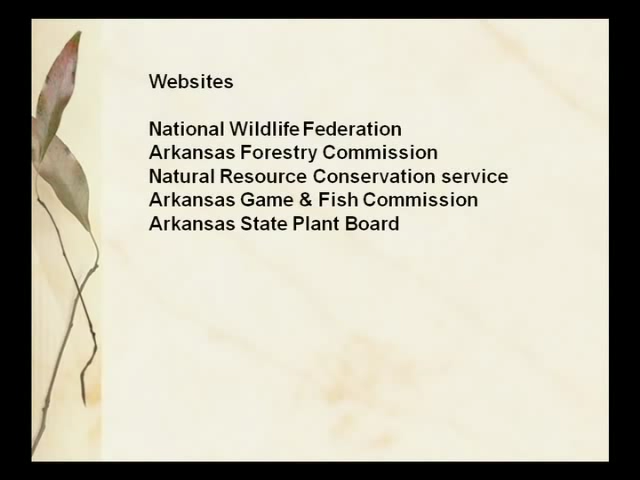 Websites
National Wildlife Federation
Arkansas Forestry Commission
Natural Resource Conservation service
Arkansas Game & Fish Commission
Arkansas State Plant Board